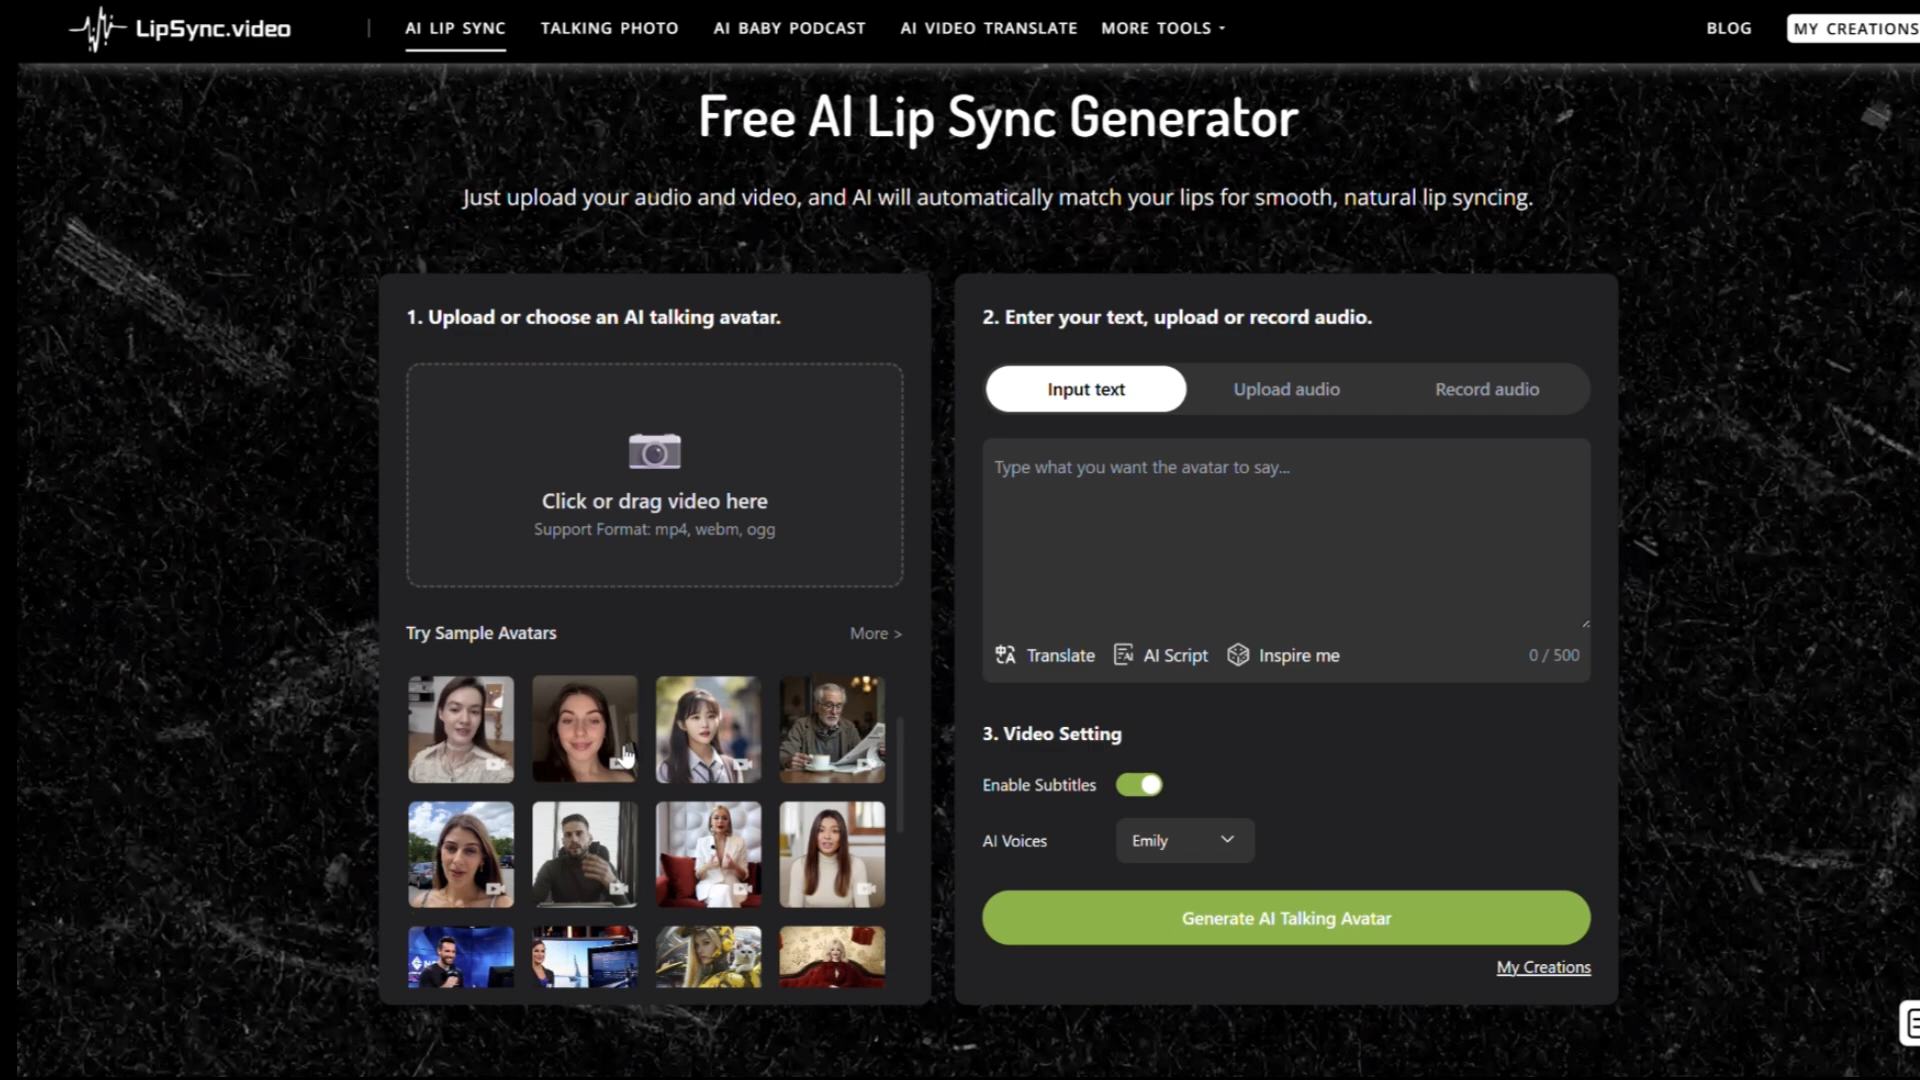 LipSync.video
AI LIP SYNC
TALKING PHOTO
AI BABY PODCAST
AI VIDEO TRANSLATE
MORE TOOLS
BLOG
MY CREATIONS
Free AI Lip Sync Generator
Just upload your audio and video, and AI will automatically match your lips for smooth, natural lip syncing.
1. Upload or choose an AI talking avatar.
Click or drag video here
Support Format: mp4, webm, ogg
Try Sample Avatars
More >
2. Enter your text, upload or record audio.
Input text
Upload audio
Record audio
Type what you want the avatar to say...
Translate
AI Script
Inspire me
0 / 500
3. Video Setting
Enable Subtitles
AI Voices
Emily
Generate AI Talking Avatar
My Creations